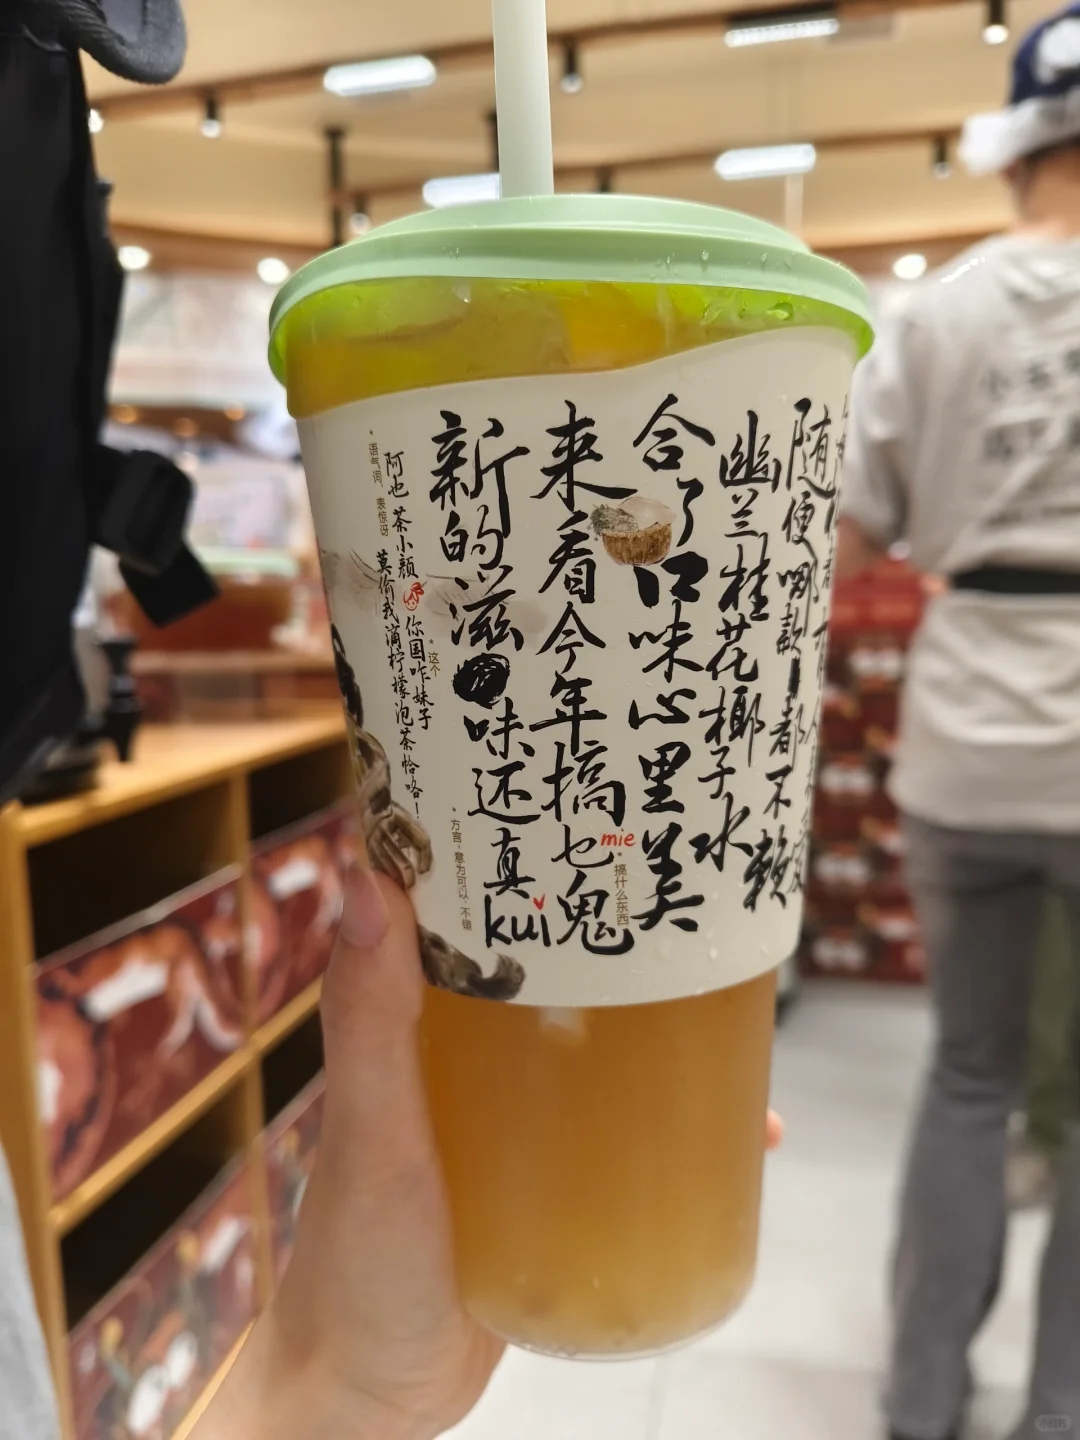 随便哪款都不赖
幽兰桂花椰子水
合了口味心里美
来看今年搞乜鬼
mie
*搞什么东西
新的滋味还真kui
*方言,意为可以、不错
阿也 茶小颜 你国咋妹子
*语气词,表惊讶
*这个
莫偷我滴柠檬泡茶恰咯!